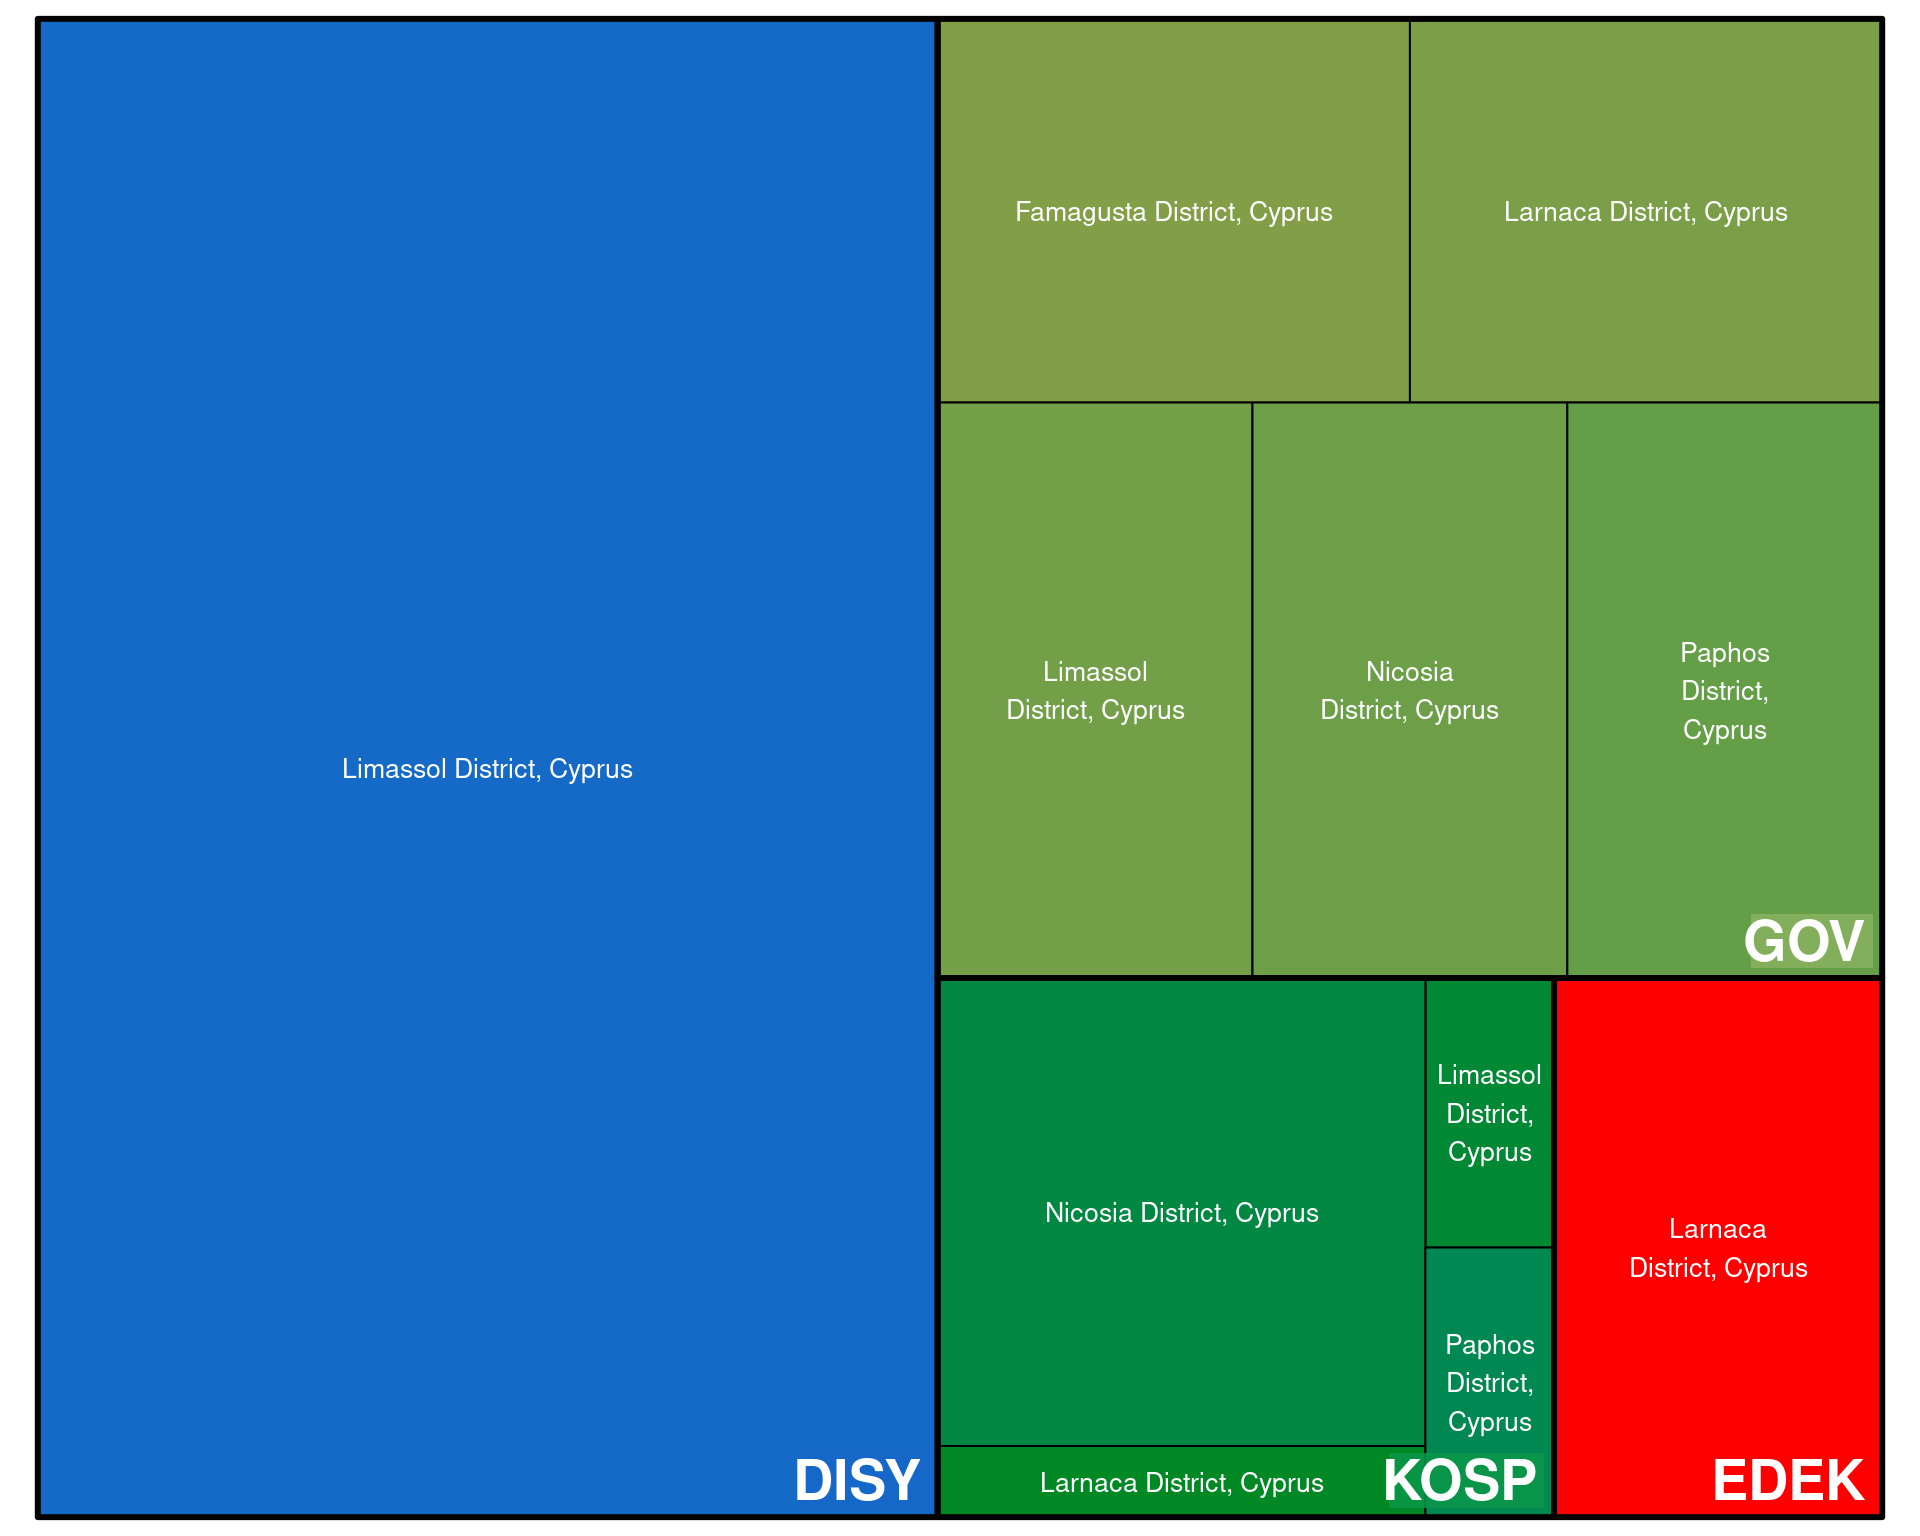 Limassol District, Cyprus
DISY
Famagusta District, Cyprus
Larnaca District, Cyprus
Limassol
District, Cyprus
Nicosia
District, Cyprus
Paphos
District,
Cyprus
GOV
Nicosia District, Cyprus
Limassol
District,
Cyprus
Paphos
District,
Cyprus
Larnaca District, Cyprus
KOSP
Larnaca
District, Cyprus
EDEK